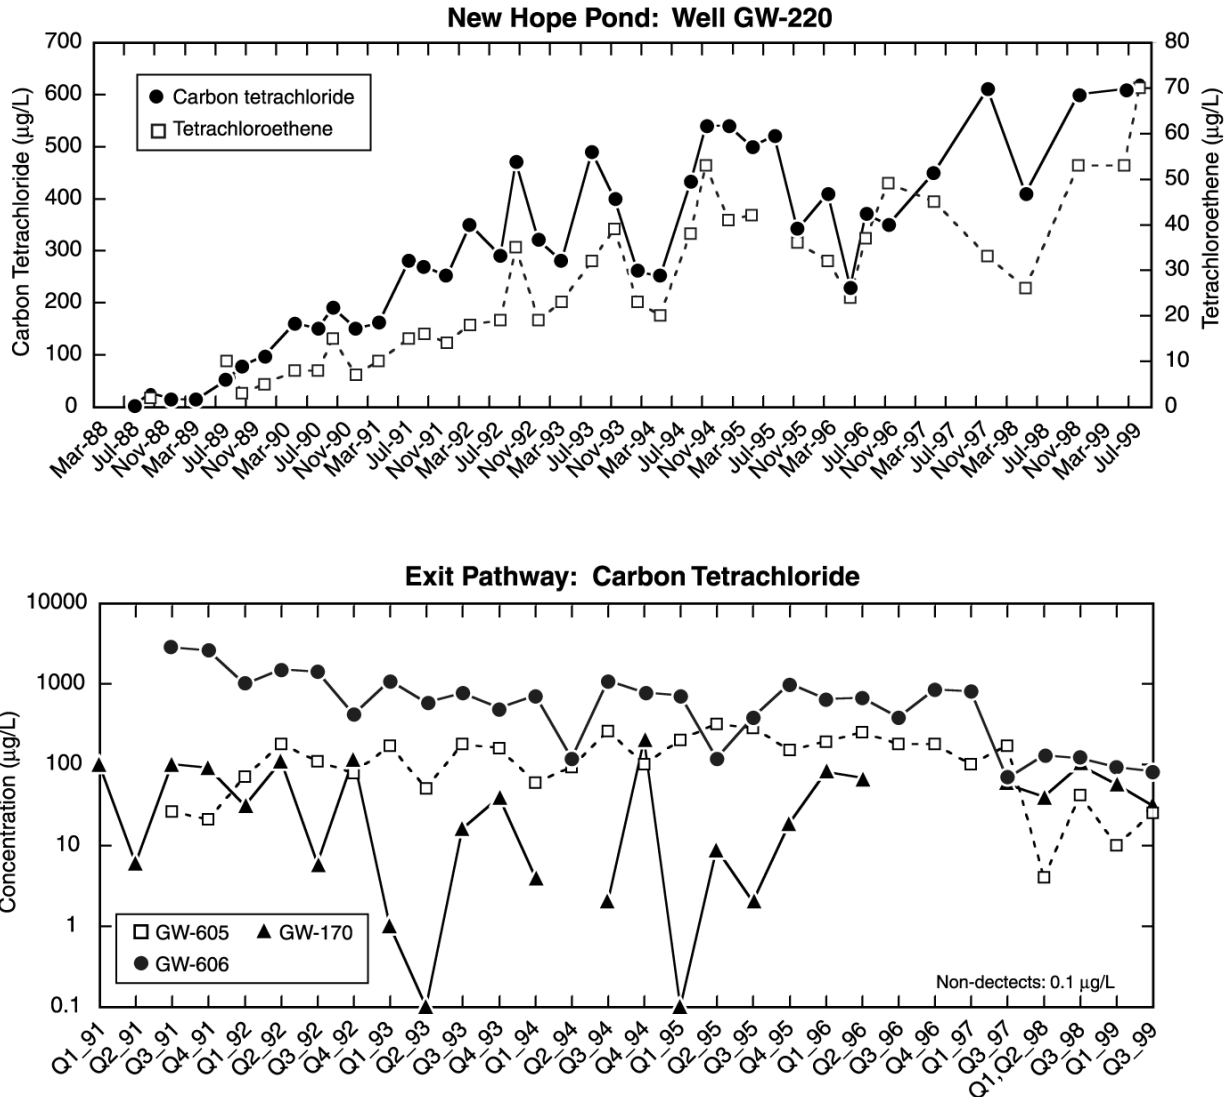 New Hope Pond: Well GW-220
700
600
500
400
300
200
100
0
Carbon Tetrachloride (µg/L)
Carbon tetrachloride
Tetrachloroethene
80
70
60
50
40
30
20
10
0
Tetrachloroethene (µg/L)
Mar-88
Jul-88
Nov-88
Mar-89
Jul-89
Nov-89
Mar-90
Jul-90
Nov-90
Mar-91
Jul-91
Nov-91
Mar-92
Jul-92
Nov-92
Mar-93
Jul-93
Nov-93
Mar-94
Jul-94
Nov-94
Mar-95
Jul-95
Nov-95
Mar-96
Jul-96
Nov-96
Mar-97
Jul-97
Nov-97
Mar-98
Jul-98
Nov-98
Mar-99
Jul-99
Exit Pathway: Carbon Tetrachloride
10000
1000
100
10
1
0.1
Concentration (µg/L)
GW-605 GW-170
GW-606
Non-dectects: 0.1 µg/L
Q1_91
Q2_91
Q3_91
Q4_91
Q1_92
Q2_92
Q3_92
Q4_92
Q1_93
Q2_93
Q3_93
Q4_93
Q1_94
Q2_94
Q3_94
Q4_94
Q1_95
Q2_95
Q3_95
Q4_95
Q1_96
Q2_96
Q3_96
Q4_96
Q1_97
Q3_97
Q1, Q2_98
Q3_98
Q1_99
Q3_99